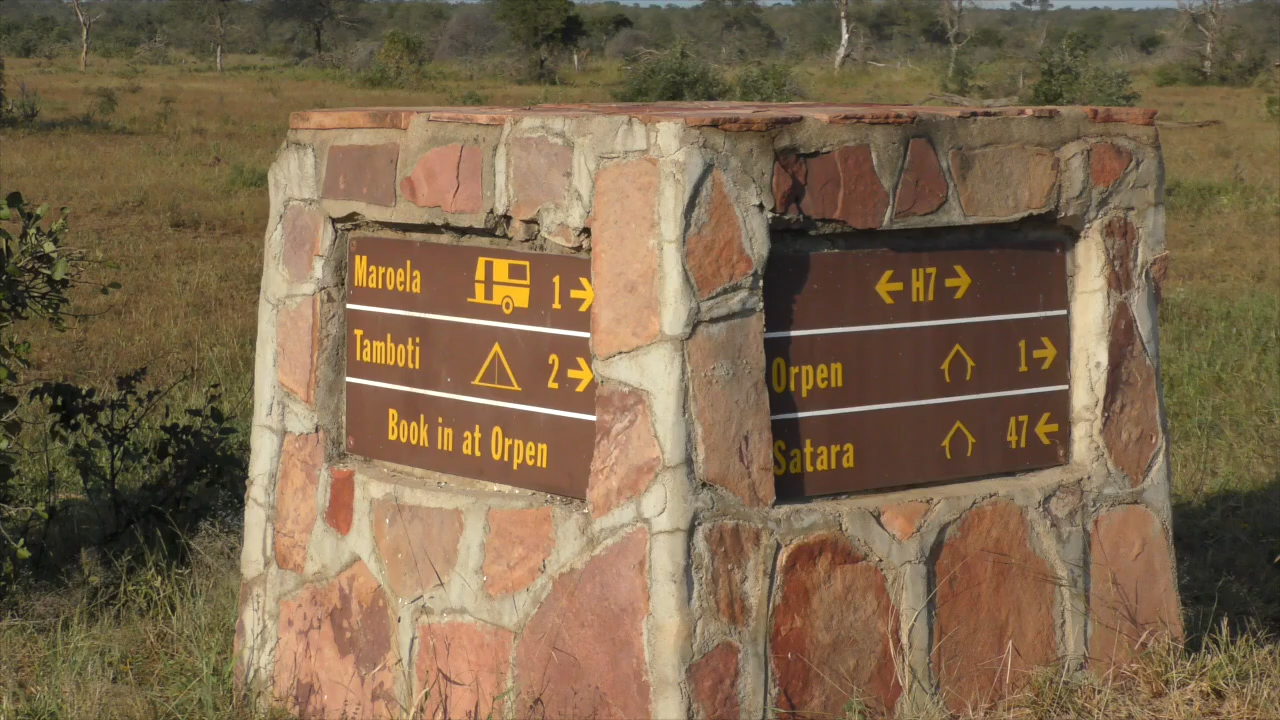 Maroela 1 →
Tamboti 2 →
Book in at Orpen
← H7 →
Orpen 1 →
Satara 47 ←